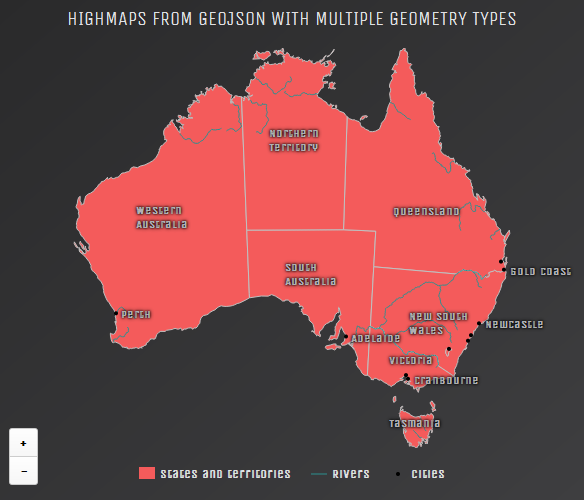 HIGHMAPS FROM GEOJSON WITH MULTIPLE GEOMETRY TYPES
Northern
Territory
Western
Australia
Queensland
South
Australia
Gold Coast
Perth
New South
Wales
Newcastle
Adelaide
Victoria
Cranbourne
Tasmania
+
−
States and territories
Rivers
Cities